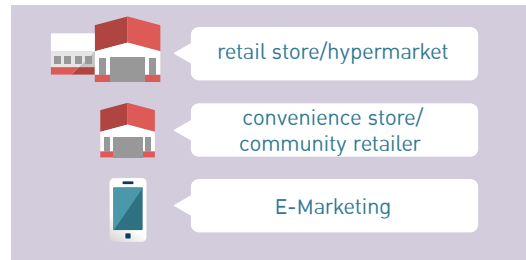 retail store/hypermarket
convenience store/
community retailer
E-Marketing